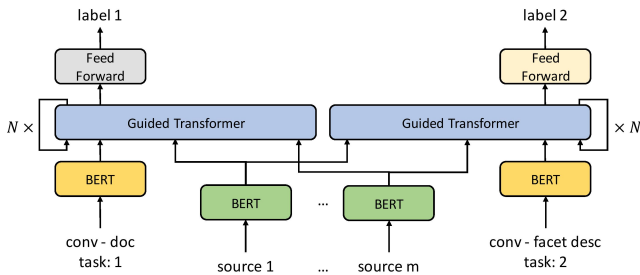 label 1
label 2
Feed
Forward
Feed
Forward
N ×
Guided Transformer
Guided Transformer
× N
BERT
BERT
BERT
...
BERT
conv - doc
task: 1
conv - facet desc
task: 2
source 1
...
source m